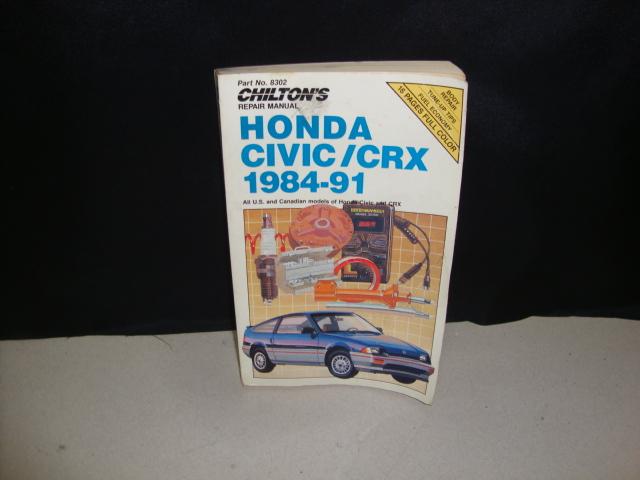 Part No. 8302
CHILTON'S
REPAIR MANUAL
BODY
REPAIR
TUNE-UP TIPS
FUEL ECONOMY
16 PAGES FULL COLOR
HONDA
CIVIC/CRX
1984-91
All U.S. and Canadian models of Honda Civic and CRX